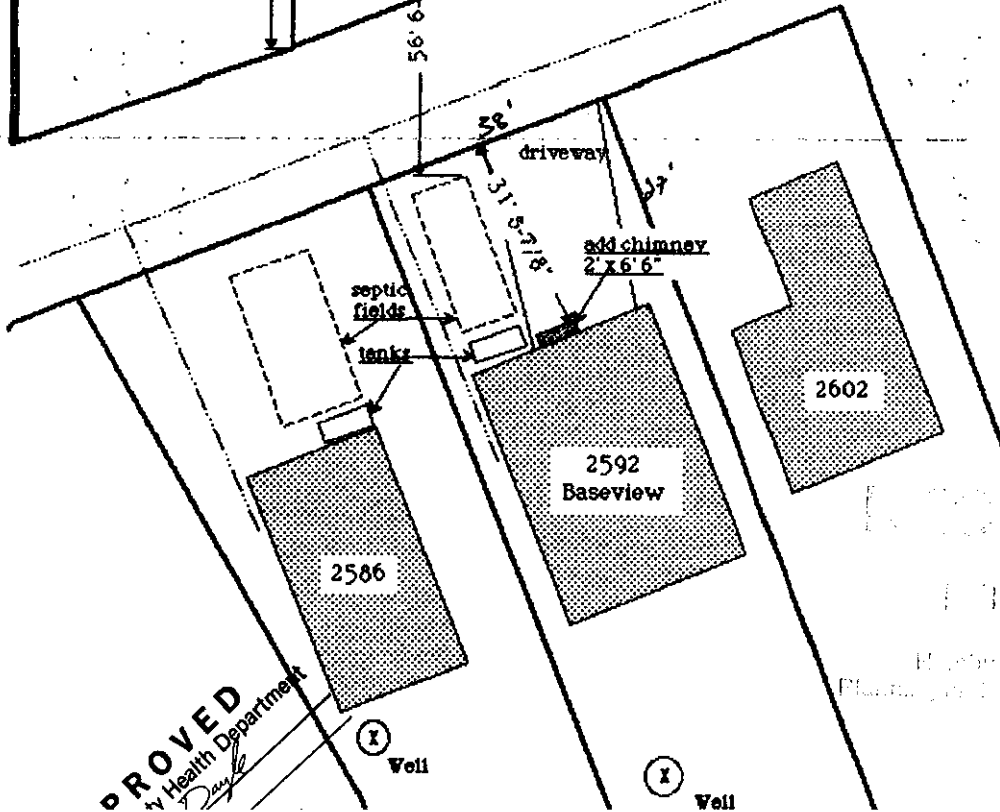 56' 6
38'
driveway
31' 5-7/8"
add chimney
2' x 6' 6"
septic
fields
tanks
2602
2592
Baseview
2586
PROVED
ty Health Department
X
Well
X
Well